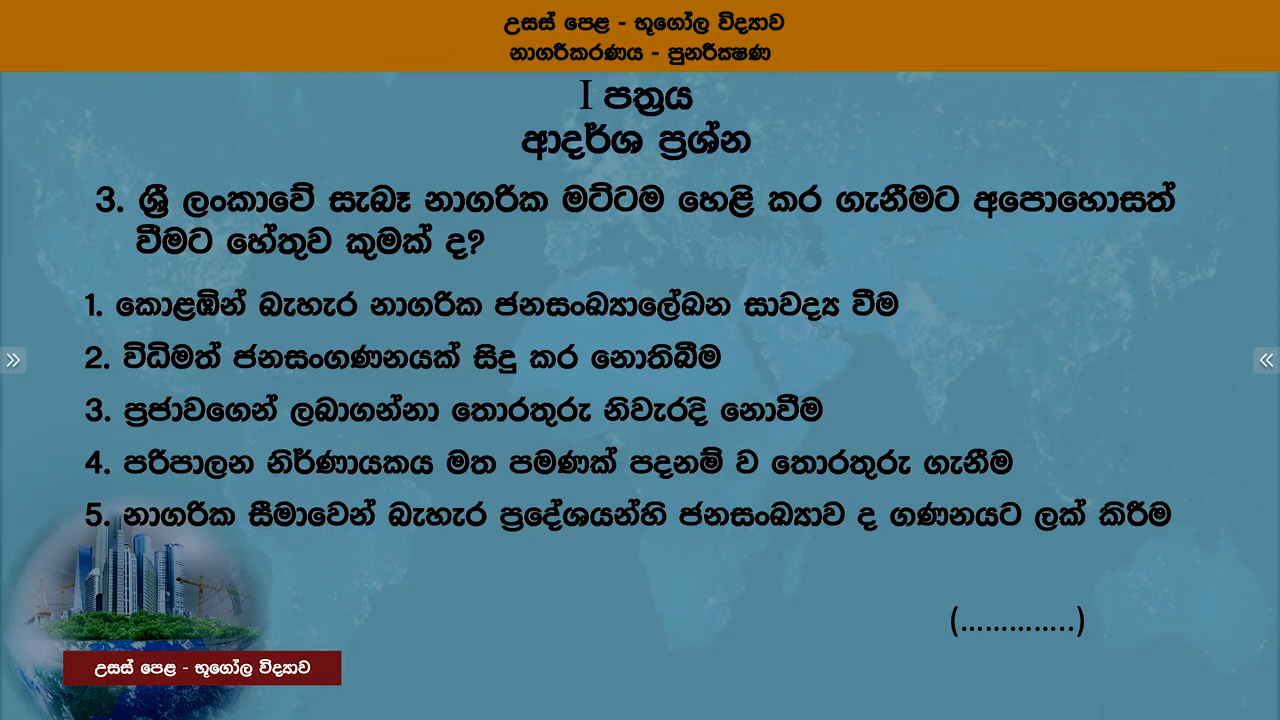 උසස් පෙළ - භූගෝල විද්‍යාව
නාගරීකරණය - පුනරීක්ෂණ
I පත්‍රය
ආදර්ශ ප්‍රශ්න
3. ශ්‍රී ලංකාවේ සැබෑ නාගරික මට්ටම හෙළි කර ගැනීමට අපොහොසත්
වීමට හේතුව කුමක් ද?
1. කොළඹින් බැහැර නාගරික ජනසංඛ්‍යාලේඛන සාවද්‍ය වීම
2. විධිමත් ජනසංගණනයක් සිදු කර නොතිබීම
3. ප්‍රජාවගෙන් ලබාගන්නා තොරතුරු නිවැරදි නොවීම
4. පරිපාලන නිර්ණායකය මත පමණක් පදනම් ව තොරතුරු ගැනීම
5. නාගරික සීමාවෙන් බැහැර ප්‍රදේශයන්හි ජනසංඛ්‍යාව ද ගණනයට ලක් කිරීම
(…………..)
උසස් පෙළ - භූගෝල විද්‍යාව